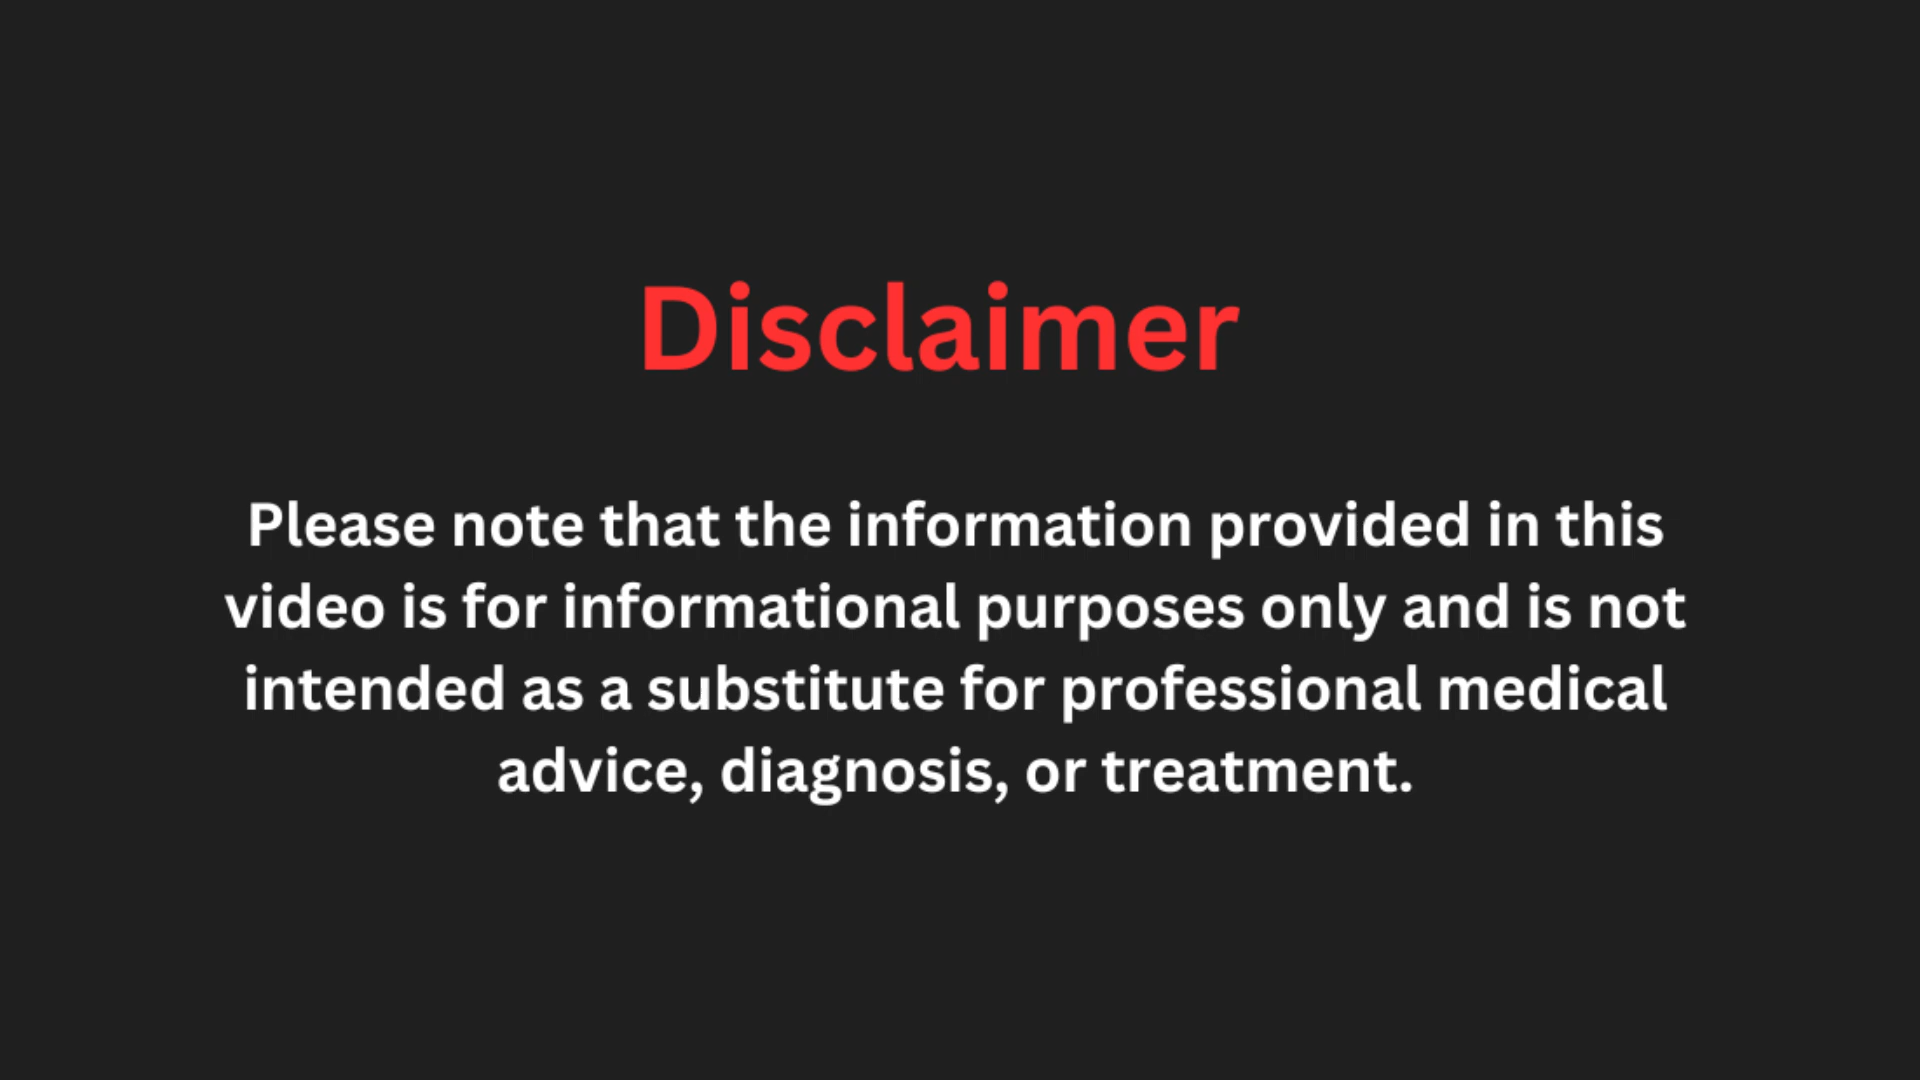 Disclaimer
Please note that the information provided in this
video is for informational purposes only and is not
intended as a substitute for professional medical
advice, diagnosis, or treatment.